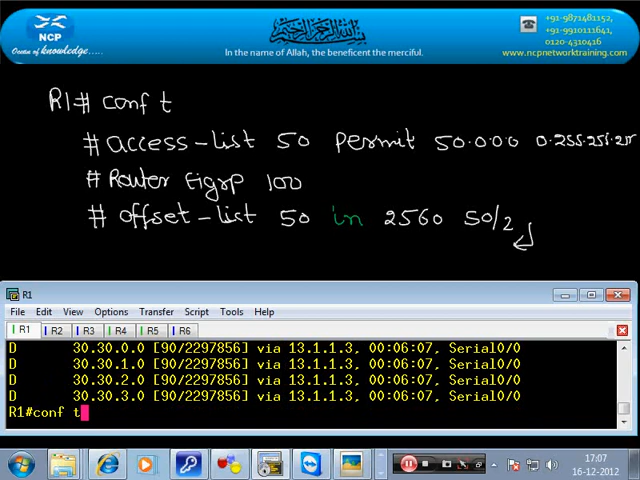 NCP
Ocean of knowledge.....
بسم الله الرحمن الرحيم
In the name of Allah, the beneficent the merciful.
+91-9871481152,
+91-9910111641,
0120-4310416
www.ncpnetworktraining.com
R1# conf t
# access-list 50 permit 50.0.0.0 0.255.255.255
# Router Eigrp 100
# offset-list 50 in 2560 S0/2
R1
File Edit View Options Transfer Script Tools Help
R1 R2 R3 R4 R5 R6
D 30.30.0.0 [90/2297856] via 13.1.1.3, 00:06:07, Serial0/0
D 30.30.1.0 [90/2297856] via 13.1.1.3, 00:06:07, Serial0/0
D 30.30.2.0 [90/2297856] via 13.1.1.3, 00:06:07, Serial0/0
D 30.30.3.0 [90/2297856] via 13.1.1.3, 00:06:07, Serial0/0
R1#conf t
17:07
16-12-2012